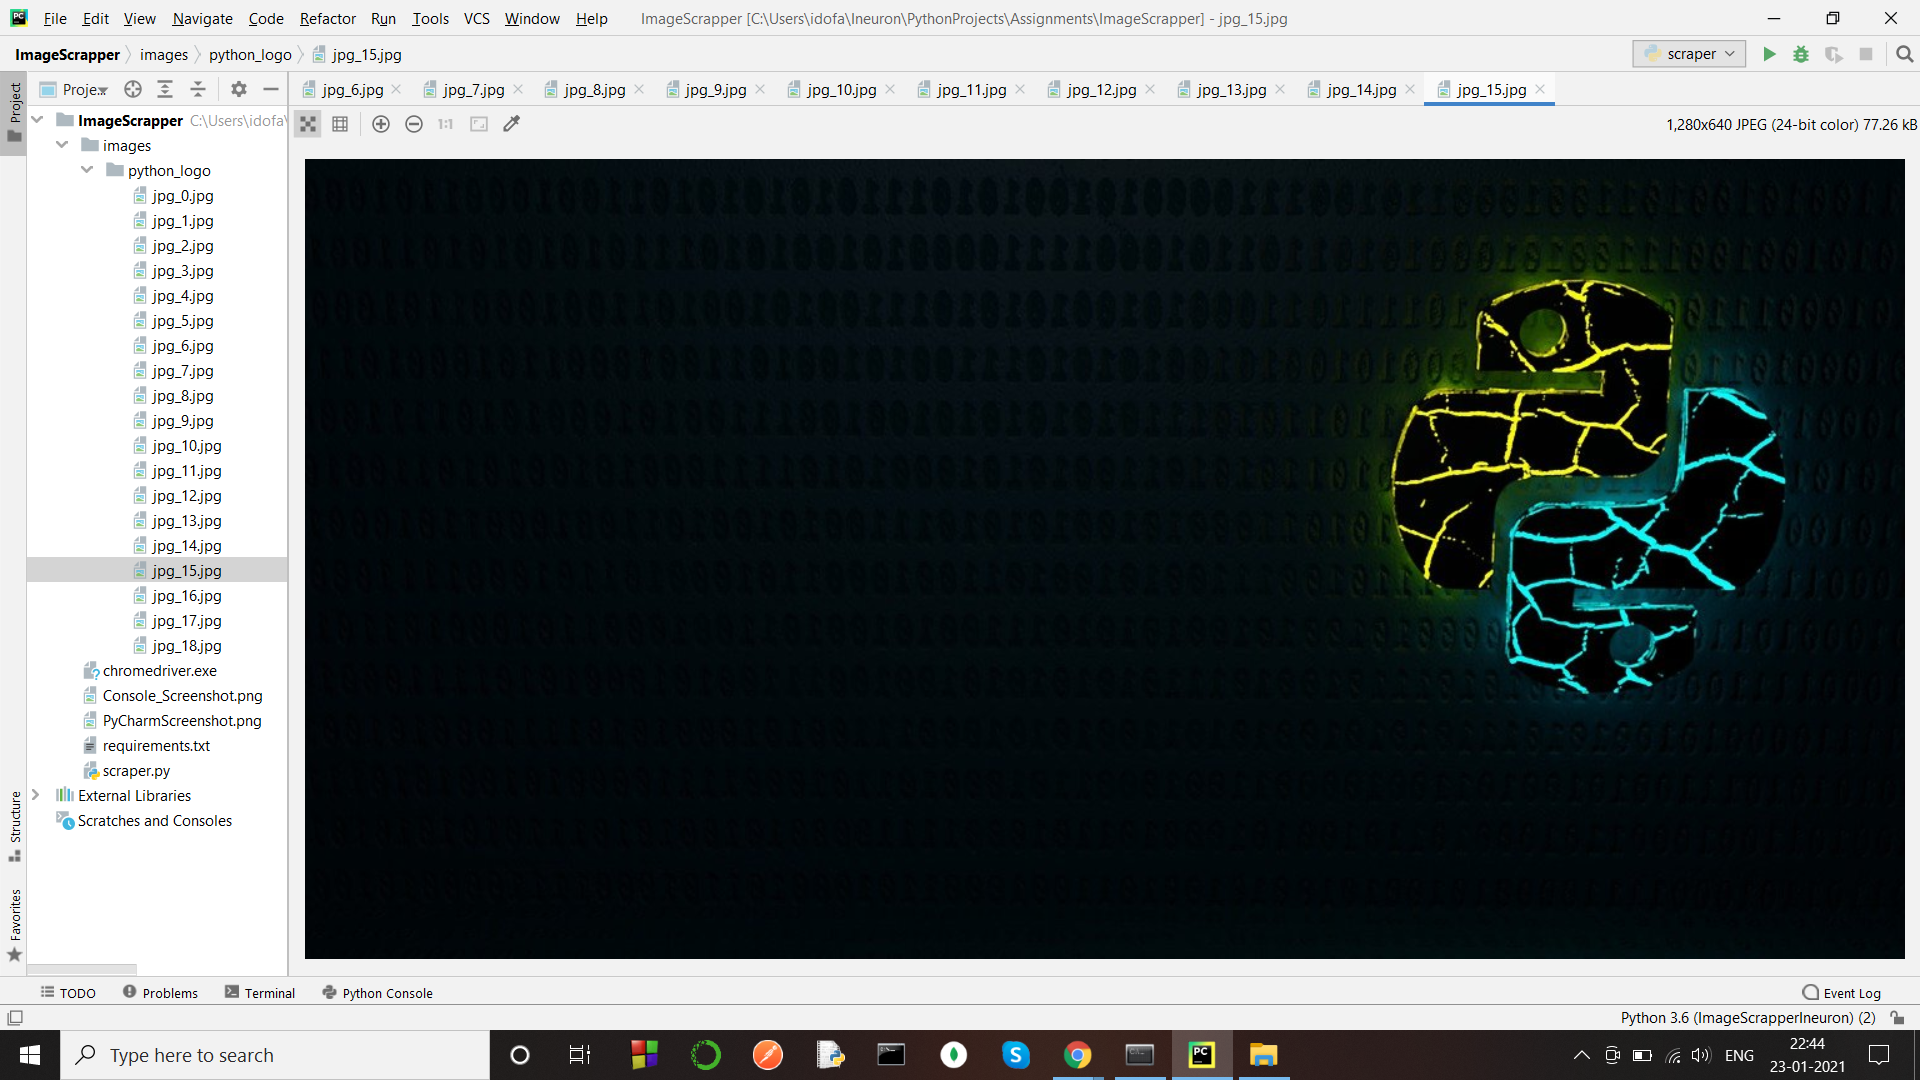 File Edit View Navigate Code Refactor Run Tools VCS Window Help ImageScrapper [C:\Users\idofa\Ineuron\PythonProjects\Assignments\ImageScrapper] - jpg_15.jpg
ImageScrapper images python_logo jpg_15.jpg scraper
Project
Proje... jpg_6.jpg jpg_7.jpg jpg_8.jpg jpg_9.jpg jpg_10.jpg jpg_11.jpg jpg_12.jpg jpg_13.jpg jpg_14.jpg jpg_15.jpg
ImageScrapper C:\Users\idofa\
1:1 1,280x640 JPEG (24-bit color) 77.26 kB
images
python_logo
jpg_0.jpg
jpg_1.jpg
jpg_2.jpg
jpg_3.jpg
jpg_4.jpg
jpg_5.jpg
jpg_6.jpg
jpg_7.jpg
jpg_8.jpg
jpg_9.jpg
jpg_10.jpg
jpg_11.jpg
jpg_12.jpg
jpg_13.jpg
jpg_14.jpg
jpg_15.jpg
jpg_16.jpg
jpg_17.jpg
jpg_18.jpg
chromedriver.exe
Console_Screenshot.png
PyCharmScreenshot.png
requirements.txt
scraper.py
External Libraries
Scratches and Consoles
Structure
Favorites
TODO Problems Terminal Python Console Event Log
Python 3.6 (ImageScrapperIneuron) (2)
Type here to search ENG 22:44
23-01-2021